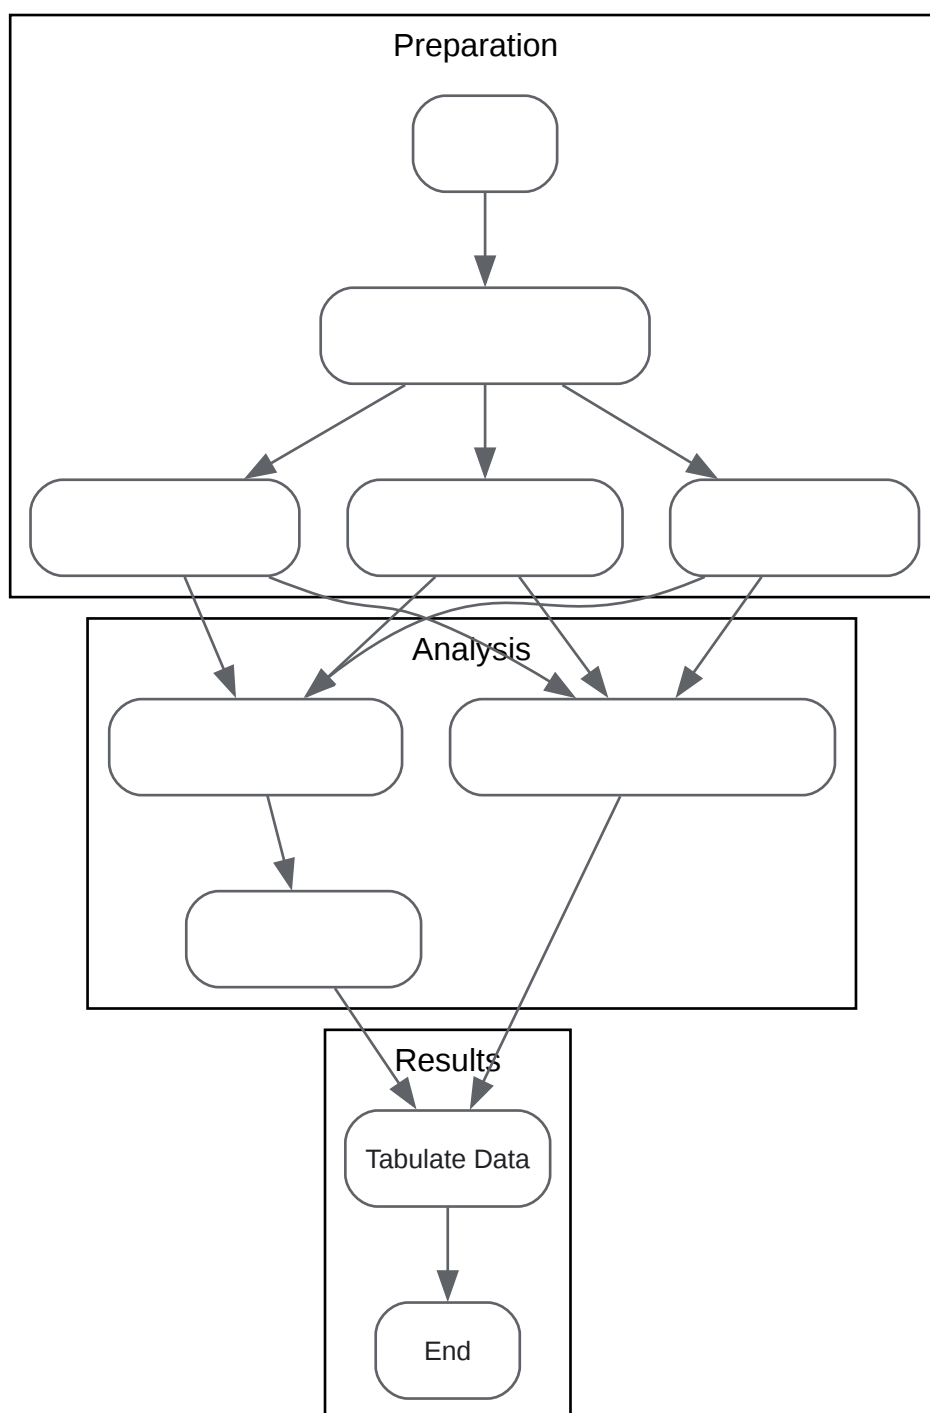 Preparation
Analysis
Results
Tabulate Data
End